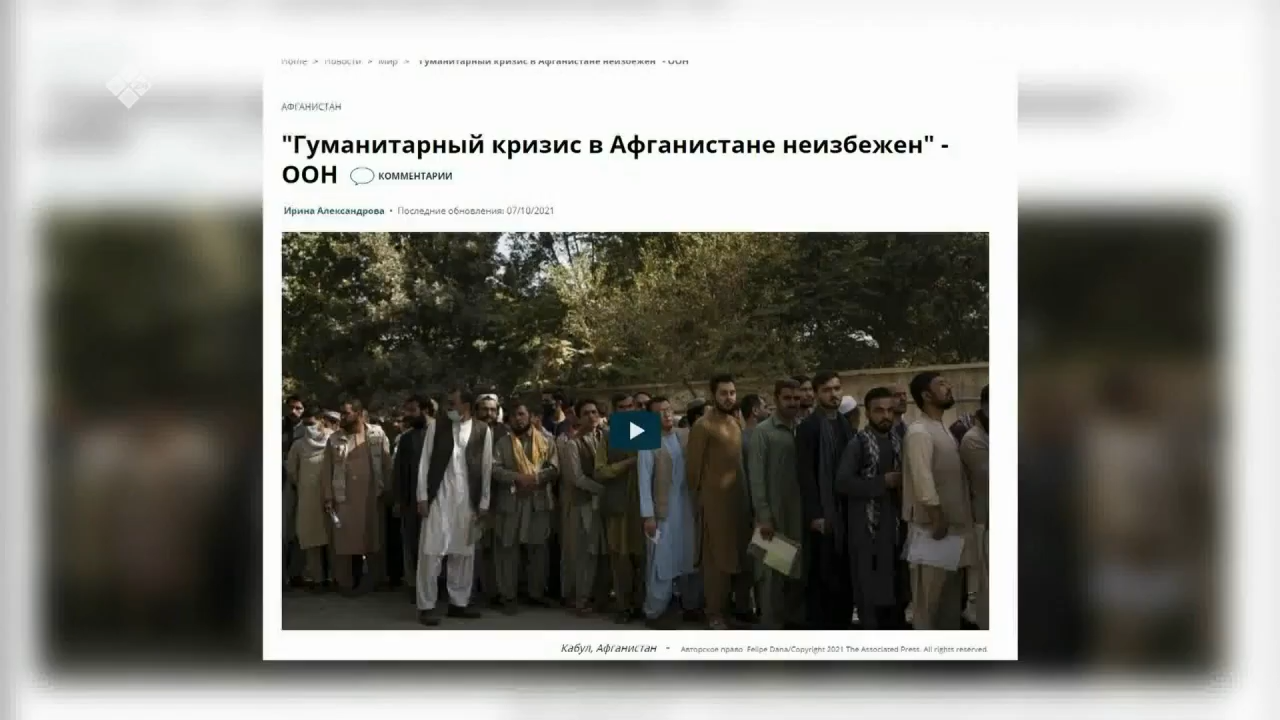 Home > Новости > Мир > "Гуманитарный кризис в Афганистане неизбежен" - ООН
АФГАНИСТАН
"Гуманитарный кризис в Афганистане неизбежен" -
ООН КОММЕНТАРИИ
Ирина Александрова • Последние обновления: 07/10/2021
Кабул, Афганистан - Авторское право Felipe Dana/Copyright 2021 The Associated Press. All rights reserved.